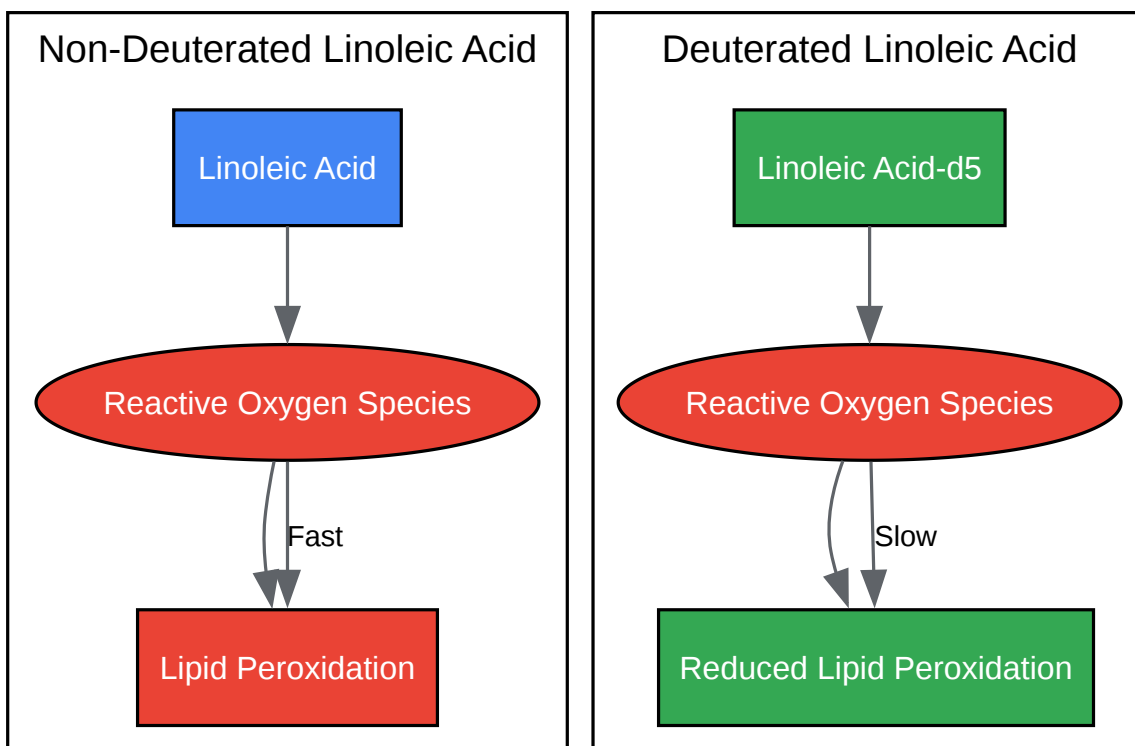 Non-Deuterated Linoleic Acid
Linoleic Acid
Reactive Oxygen Species
Fast
Lipid Peroxidation
Deuterated Linoleic Acid
Linoleic Acid-d5
Reactive Oxygen Species
Slow
Reduced Lipid Peroxidation